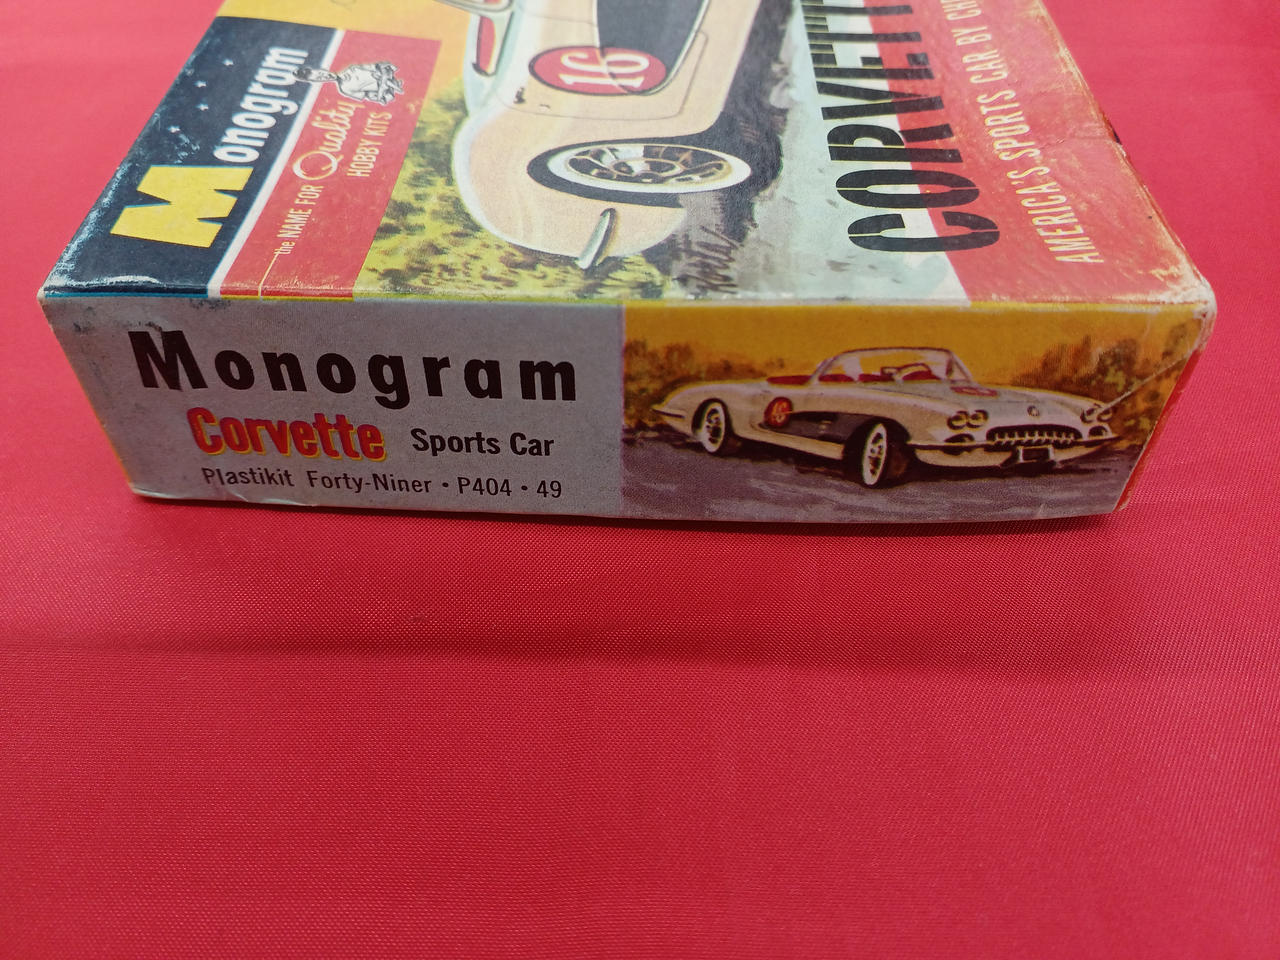 Monogram
the NAME FOR Quality
HOBBY KITS
16
CORVETT
AMERICA'S SPORTS CAR BY CH
Monogram
Corvette Sports Car
Plastikit Forty-Niner • P404 • 49
16